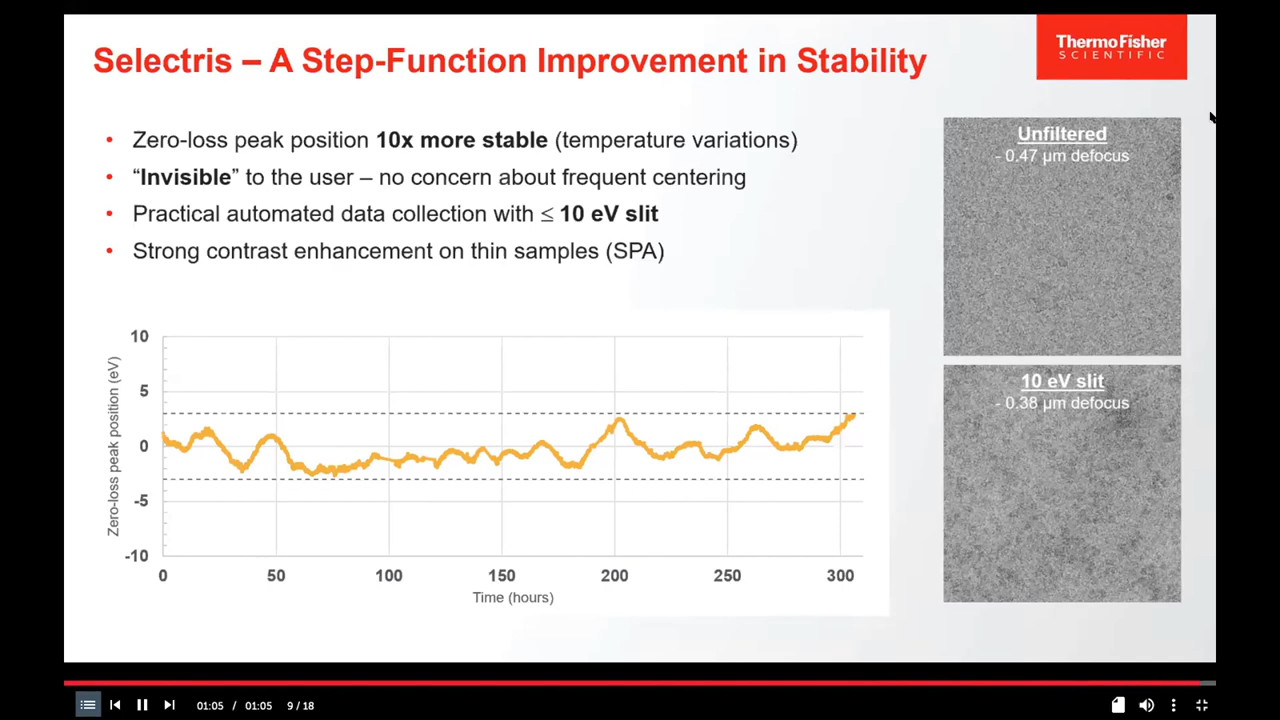 Selectris – A Step-Function Improvement in Stability
ThermoFisher
SCIENTIFIC
• Zero-loss peak position 10x more stable (temperature variations)
• “Invisible” to the user – no concern about frequent centering
• Practical automated data collection with ≤ 10 eV slit
• Strong contrast enhancement on thin samples (SPA)
Unfiltered
- 0.47 µm defocus
10 eV slit
- 0.38 µm defocus
Zero-loss peak position (eV)
10
5
0
-5
-10
0 50 100 150 200 250 300
Time (hours)
01:05 / 01:05 9 / 18